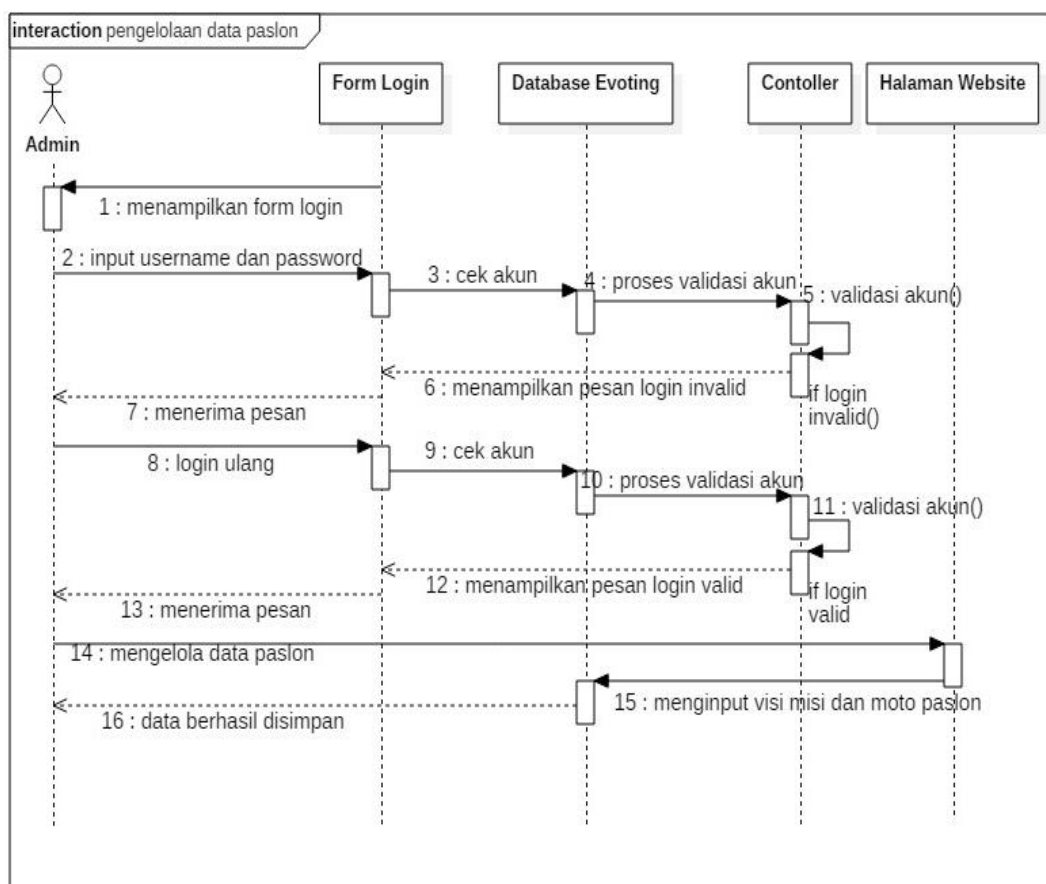 interaction pengelolaan data paslon
Form Login
Database Evoting
Contoller
Halaman Website
Admin
1 : menampilkan form login
2 : input username dan password
3 : cek akun
4 : proses validasi akun
5 : validasi akun()
6 : menampilkan pesan login invalid
if login
invalid()
7 : menerima pesan
8 : login ulang
9 : cek akun
10 : proses validasi akun
11 : validasi akun()
12 : menampilkan pesan login valid
if login
valid
13 : menerima pesan
14 : mengelola data paslon
15 : menginput visi misi dan moto paslon
16 : data berhasil disimpan